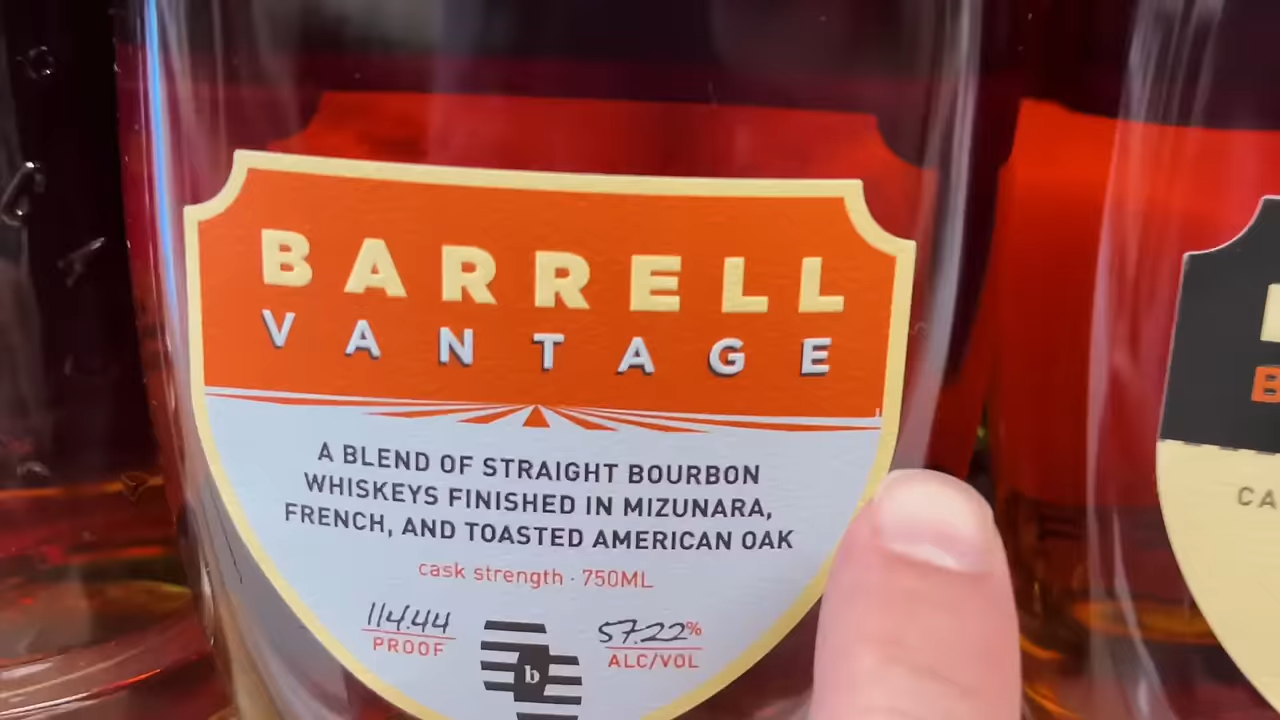 BARRELL
VANTAGE
A BLEND OF STRAIGHT BOURBON
WHISKEYS FINISHED IN MIZUNARA,
FRENCH, AND TOASTED AMERICAN OAK
cask strength · 750ML
114.44
PROOF
57.22%
ALC/VOL
b
B
CA